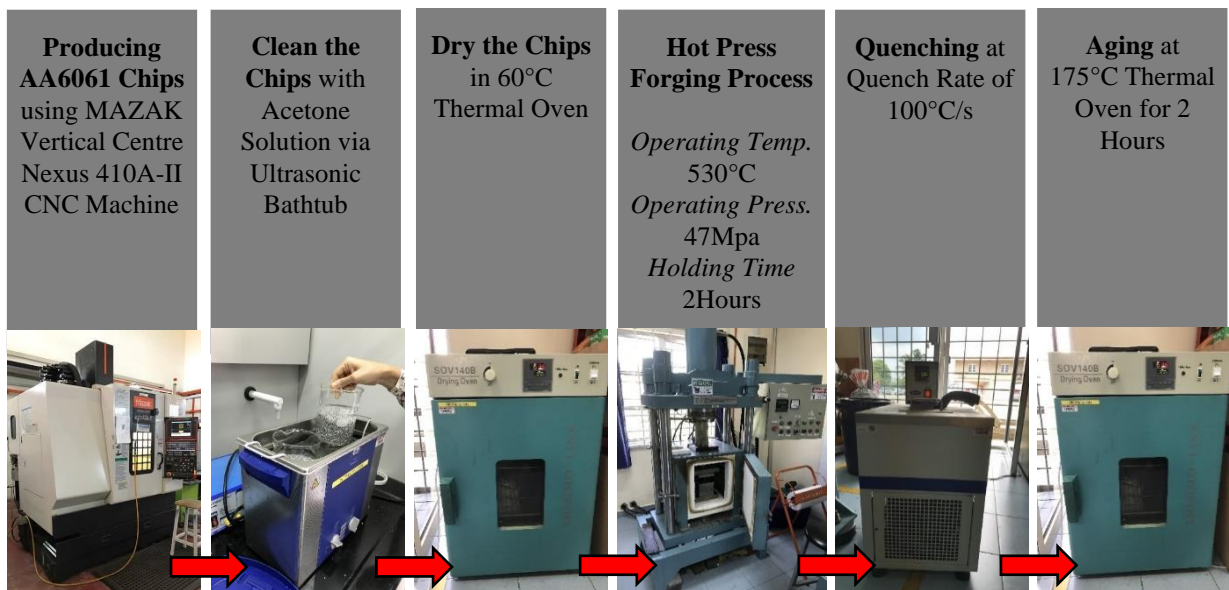 Producing
AA6061 Chips
using MAZAK
Vertical Centre
Nexus 410A-II
CNC Machine
Clean the
Chips with
Acetone
Solution via
Ultrasonic
Bathtub
Dry the Chips
in 60°C
Thermal Oven
Hot Press
Forging Process
Operating Temp.
530°C
Operating Press.
47Mpa
Holding Time
2Hours
Quenching at
Quench Rate of
100°C/s
Aging at
175°C Thermal
Oven for 2
Hours
SOV140B
Drying Oven
SOV140B
Drying Oven